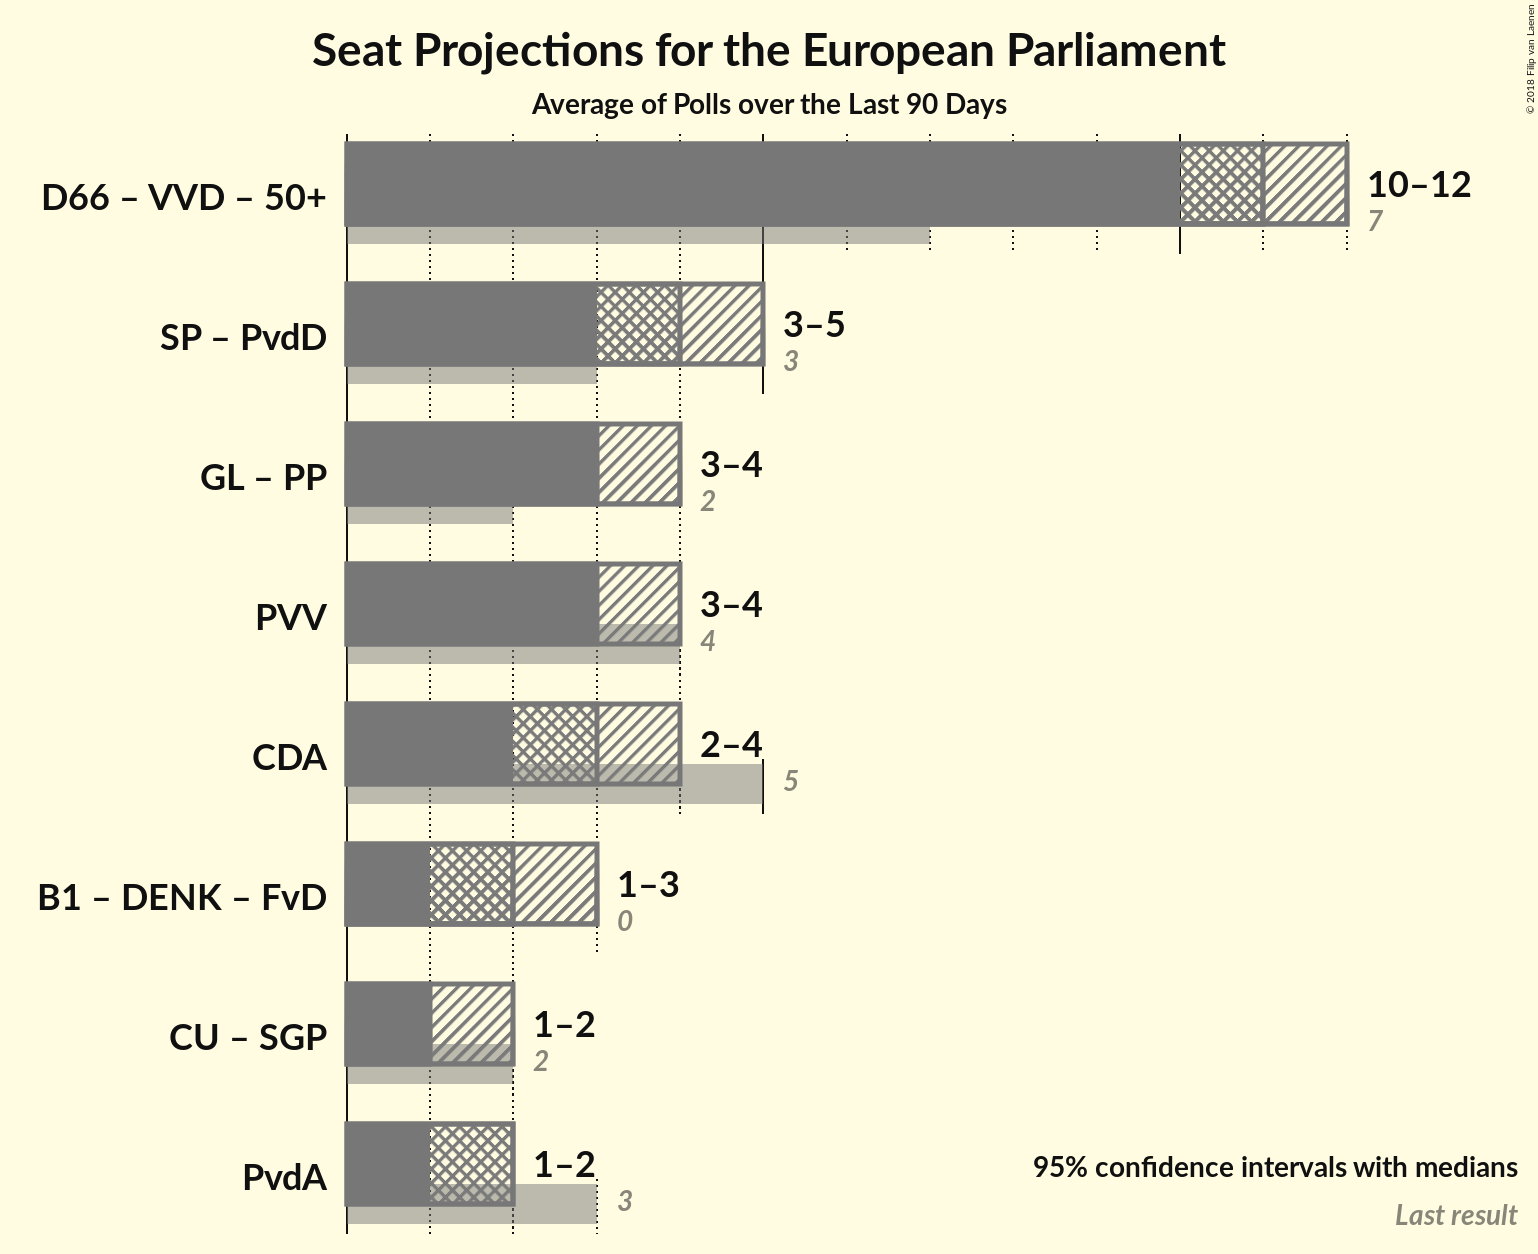 Seat Projections for the European Parliament
Average of Polls over the Last 90 Days
© 2018 Filip van Laenen
D66 – VVD – 50+
10–12
7
SP – PvdD
3–5
3
GL – PP
3–4
2
PVV
3–4
4
CDA
2–4
5
B1 – DENK – FvD
1–3
0
CU – SGP
1–2
2
PvdA
1–2
3
95% confidence intervals with medians
Last result